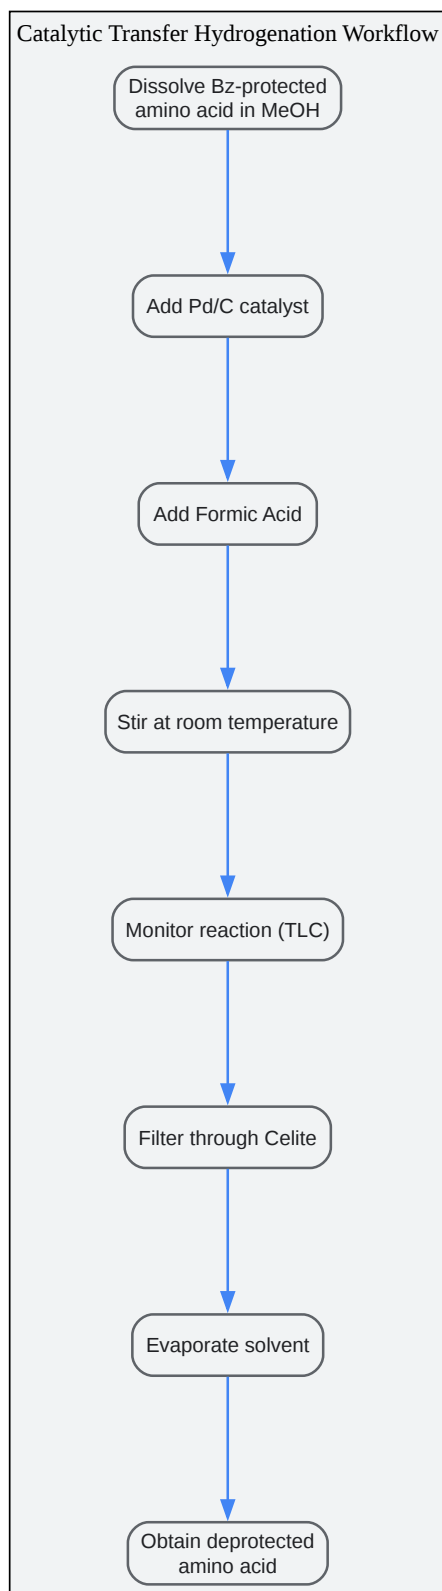 Catalytic Transfer Hydrogenation Workflow
Dissolve Bz-protected
amino acid in MeOH
Add Pd/C catalyst
Add Formic Acid
Stir at room temperature
Monitor reaction (TLC)
Filter through Celite
Evaporate solvent
Obtain deprotected
amino acid